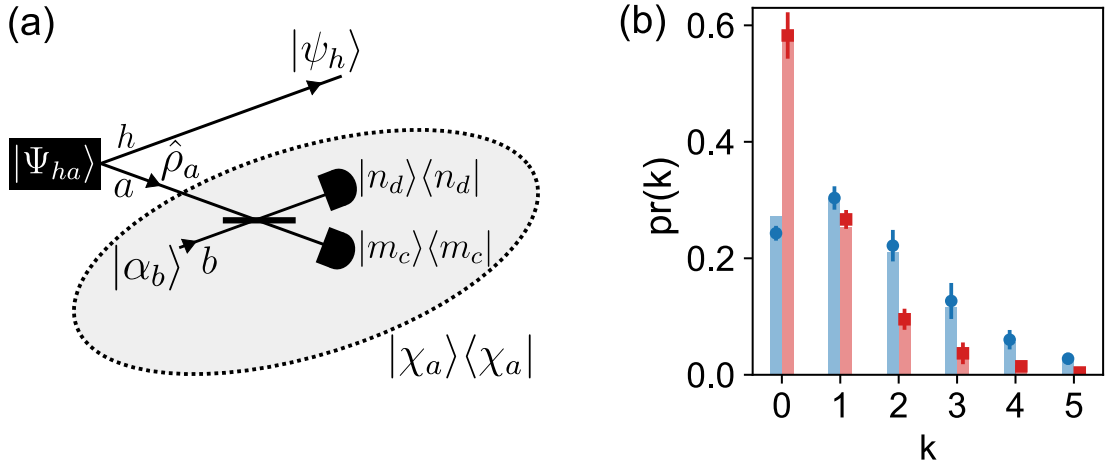 (a)
|ψ_h⟩
h
|Ψ_ha⟩
ρ̂_a
a
|n_d⟩⟨n_d|
|α_b⟩
b
|m_c⟩⟨m_c|
|χ_a⟩⟨χ_a|
(b)
pr(k)
0.6
0.4
0.2
0.0
0 1 2 3 4 5
k